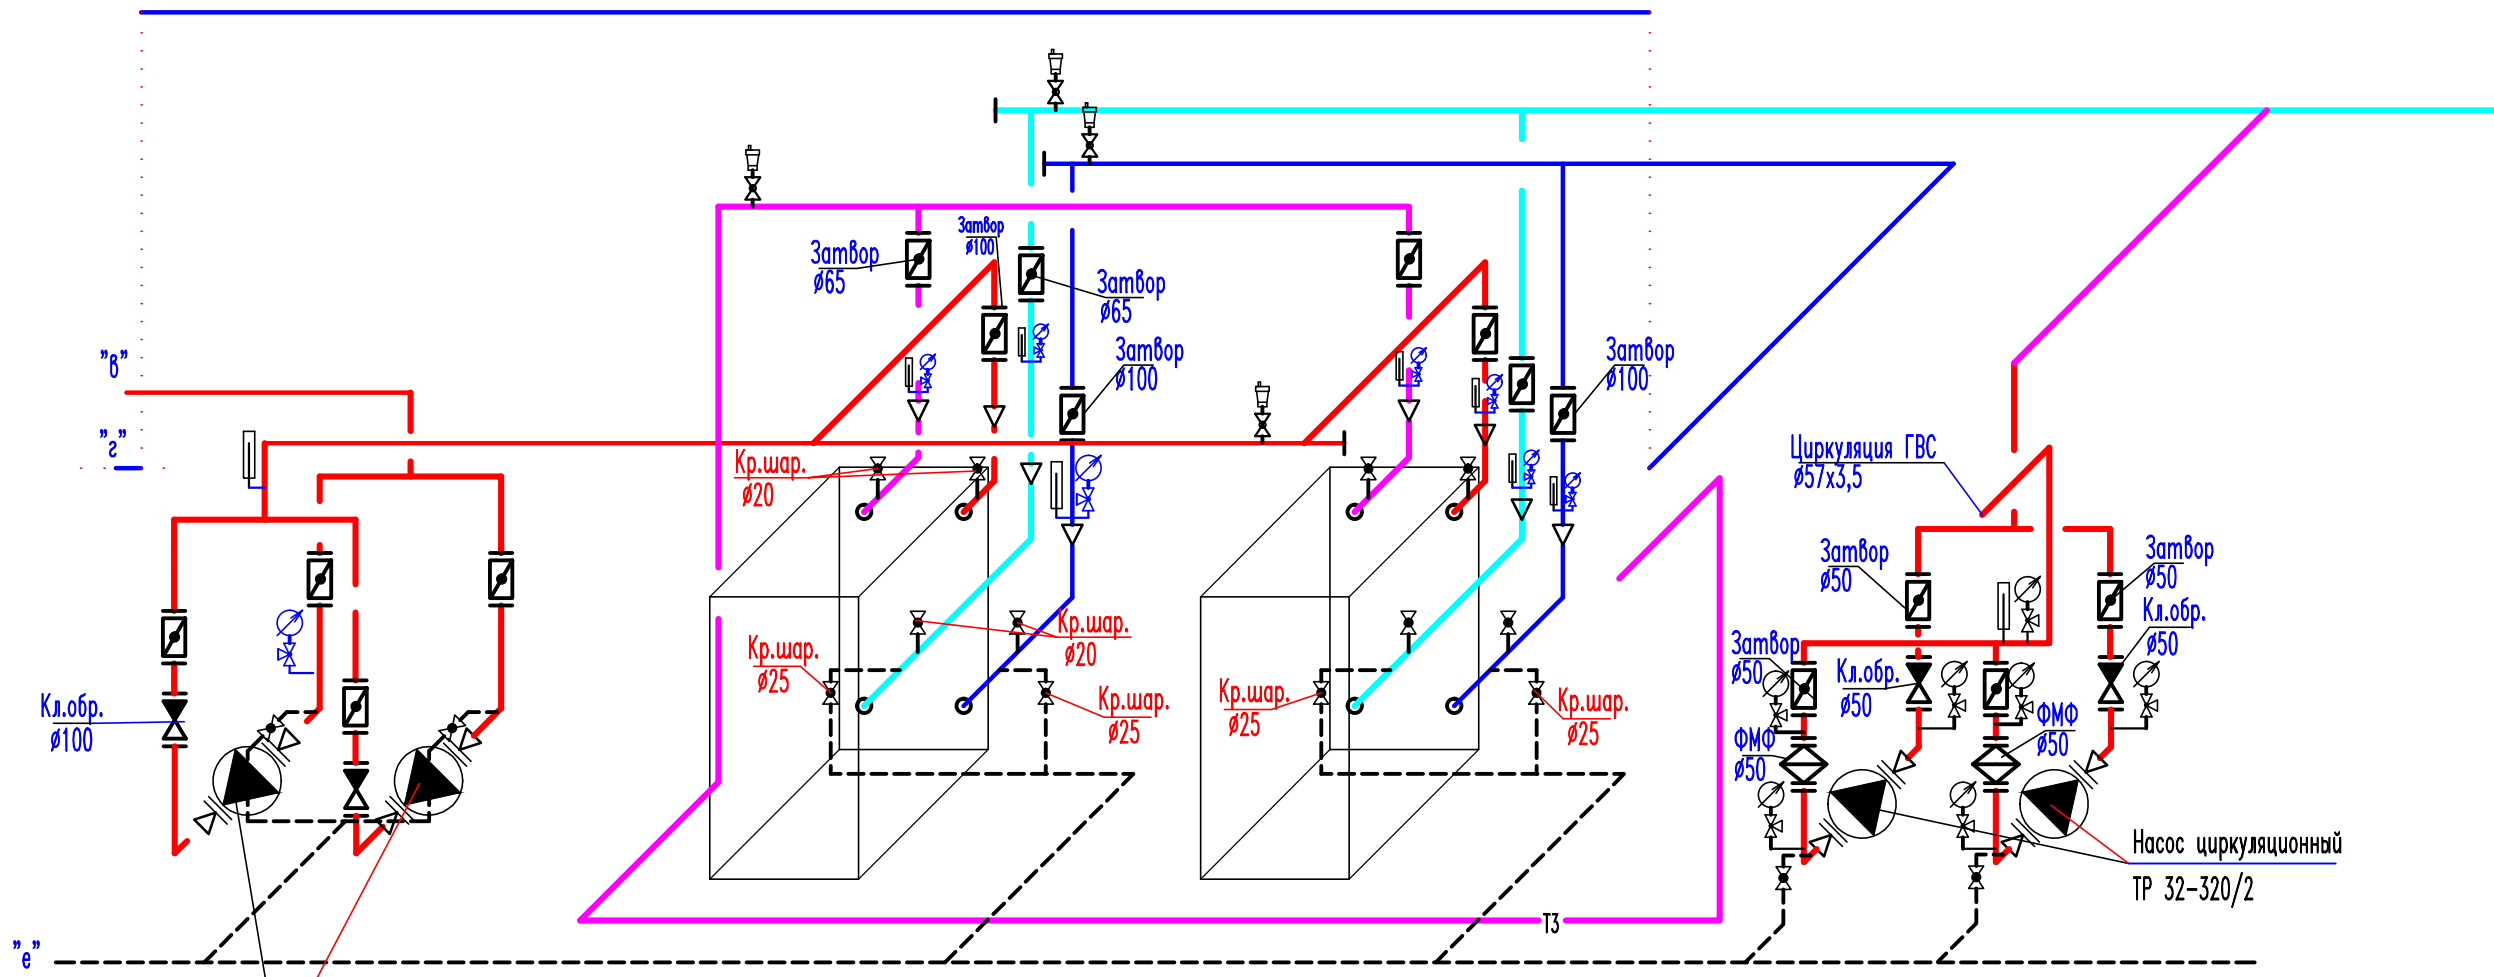 Затвор
ø100
Затвор
ø65
Затвор
ø65
Затвор
ø100
Затвор
ø100
"в"
"г"
Кр.шар.
ø20
Циркуляция ГВС
ø57х3,5
Затвор
ø50
Затвор
ø50
Кл.обр.
ø50
Кр.шар.
ø20
Кр.шар.
ø25
Затвор
ø50
Кл.обр.
ø50
Кл.обр.
ø100
Кр.шар.
ø25
Кр.шар.
ø25
Кр.шар.
ø25
ФМФ
ø50
ФМФ
ø50
Насос циркуляционный
ТР 32-320/2
Т3
"е"